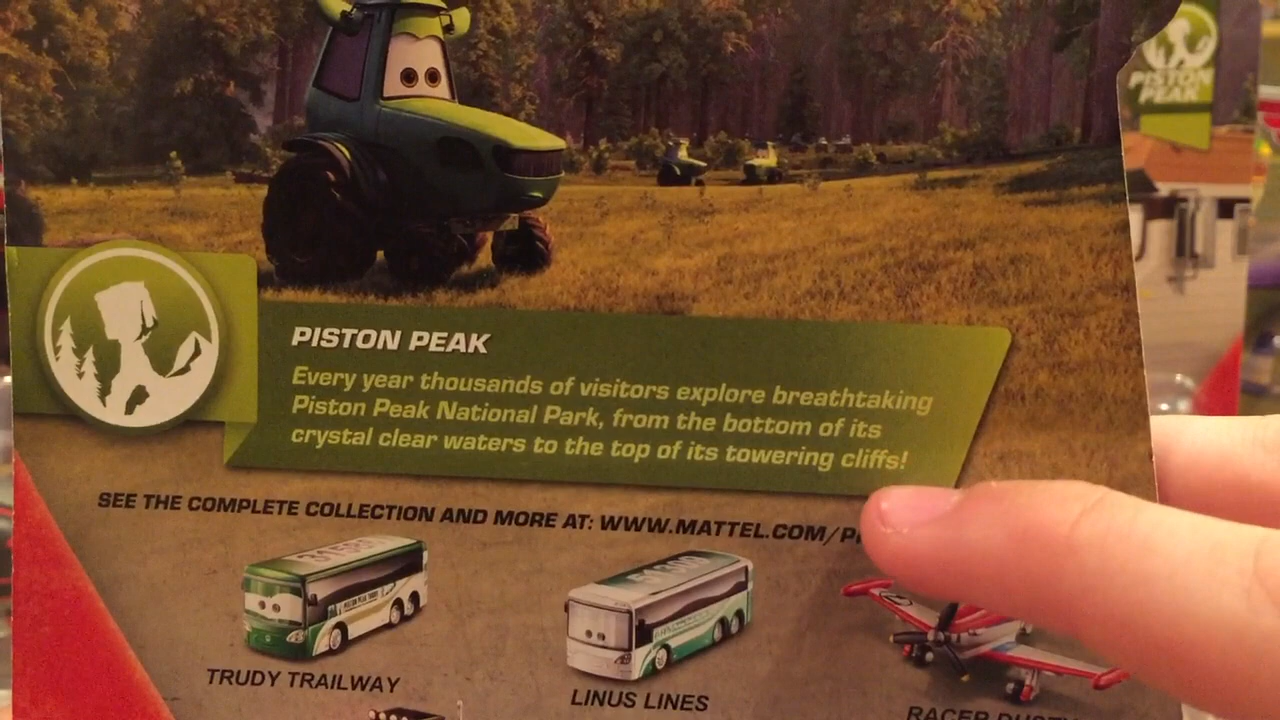 PISTON
PEAK
PISTON PEAK
Every year thousands of visitors explore breathtaking
Piston Peak National Park, from the bottom of its
crystal clear waters to the top of its towering cliffs!
SEE THE COMPLETE COLLECTION AND MORE AT: WWW.MATTEL.COM/P
TRUDY TRAILWAY
LINUS LINES
RACER DUST